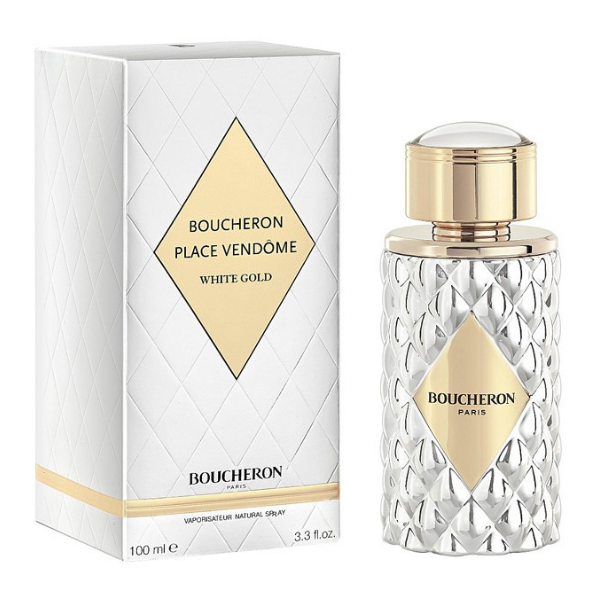 BOUCHERON
PLACE VENDÔME
WHITE GOLD
BOUCHERON
PARIS
VAPORISATEUR NATURAL SPRAY
100 ml ℮
3.3 fl.oz.
BOUCHERON
PARIS